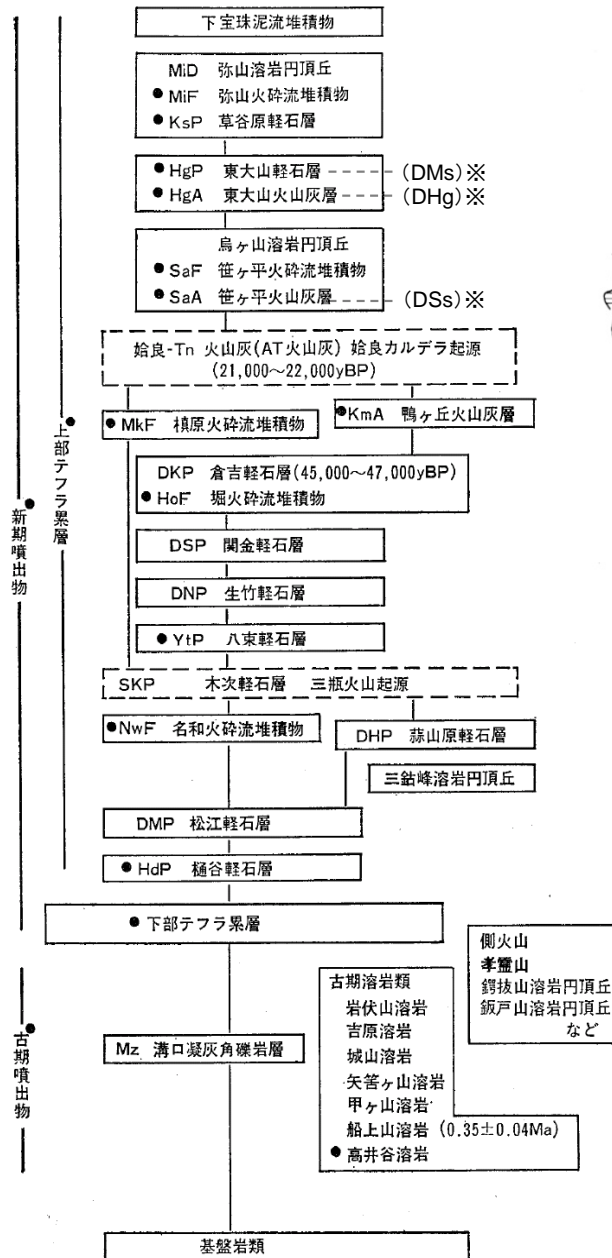 下宝珠泥流堆積物
MiD 弥山溶岩円頂丘
● MiF 弥山火砕流堆積物
● KsP 草谷原軽石層
● HgP 東大山軽石層 (DMs)※
● HgA 東大山火山灰層 (DHg)※
烏ヶ山溶岩円頂丘
● SaF 笹ヶ平火砕流堆積物
● SaA 笹ヶ平火山灰層 (DSs)※
姶良-Tn 火山灰(AT火山灰) 姶良カルデラ起源
(21,000〜22,000yBP)
● MkF 槙原火砕流堆積物
● KmA 鴨ヶ丘火山灰層
DKP 倉吉軽石層(45,000〜47,000yBP)
● HoF 堀火砕流堆積物
DSP 関金軽石層
DNP 生竹軽石層
● YtP 八束軽石層
SKP 木次軽石層 三瓶火山起源
● NwF 名和火砕流堆積物
DHP 蒜山原軽石層
三鈷峰溶岩円頂丘
DMP 松江軽石層
● HdP 樋谷軽石層
● 下部テフラ累層
上部テフラ累層●
新期噴出物●
古期噴出物●
側火山
孝霊山
鍔抜山溶岩円頂丘
鈑戸山溶岩円頂丘
など
古期溶岩類
岩伏山溶岩
吉原溶岩
城山溶岩
矢筈ヶ山溶岩
甲ヶ山溶岩
船上山溶岩 (0.35±0.04Ma)
● 高井谷溶岩
Mz 溝口凝灰角礫岩層
基盤岩類